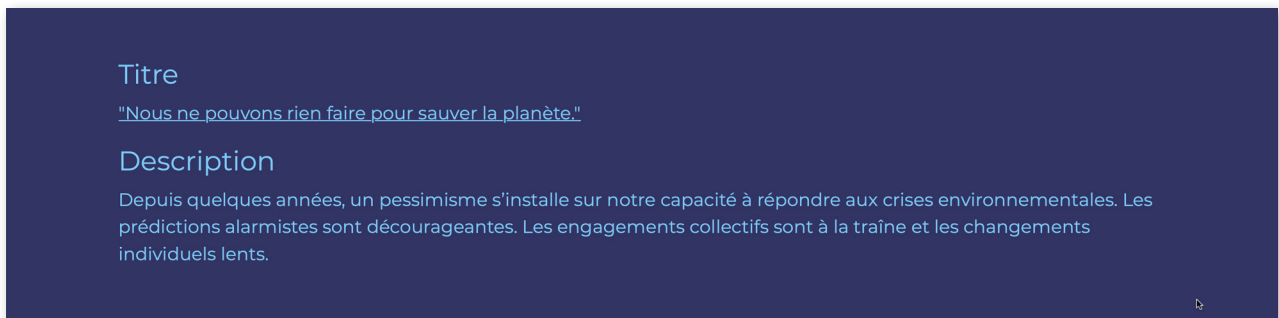 Titre
"Nous ne pouvons rien faire pour sauver la planète."
Description
Depuis quelques années, un pessimisme s’installe sur notre capacité à répondre aux crises environnementales. Les
prédictions alarmistes sont décourageantes. Les engagements collectifs sont à la traîne et les changements
individuels lents.